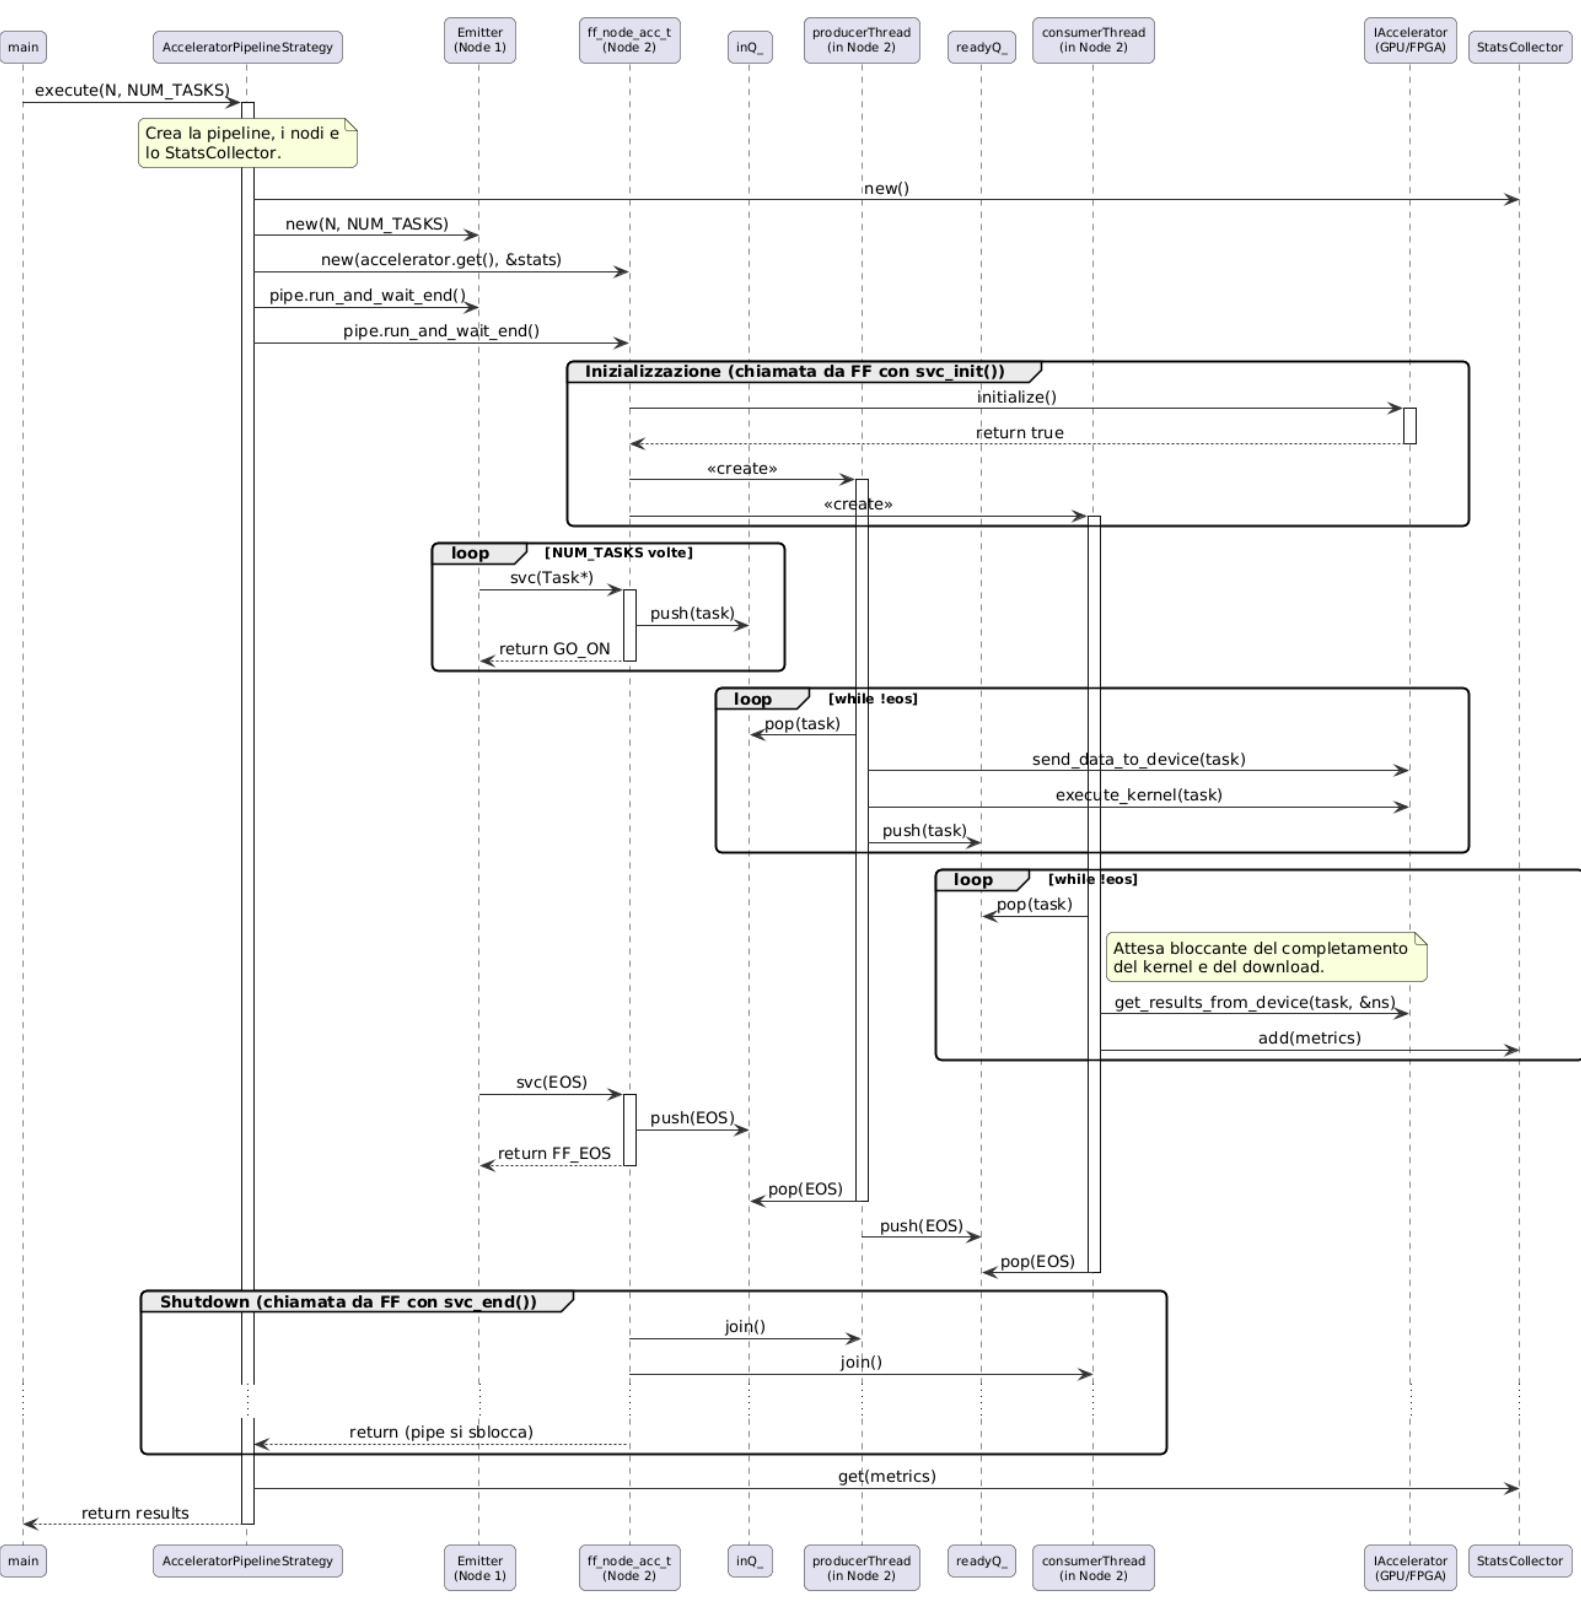 main
AcceleratorPipelineStrategy
Emitter
(Node 1)
ff_node_acc_t
(Node 2)
inQ_
producerThread
(in Node 2)
readyQ_
consumerThread
(in Node 2)
IAccelerator
(GPU/FPGA)
StatsCollector
execute(N, NUM_TASKS)
Crea la pipeline, i nodi e
lo StatsCollector.
new()
new(N, NUM_TASKS)
new(accelerator.get(), &stats)
pipe.run_and_wait_end()
pipe.run_and_wait_end()
Inizializzazione (chiamata da FF con svc_init())
initialize()
return true
«create»
«create»
loop [NUM_TASKS volte]
svc(Task*)
push(task)
return GO_ON
loop [while !eos]
pop(task)
send_data_to_device(task)
execute_kernel(task)
push(task)
loop [while !eos]
pop(task)
Attesa bloccante del completamento
del kernel e del download.
get_results_from_device(task, &ns)
add(metrics)
svc(EOS)
push(EOS)
return FF_EOS
pop(EOS)
push(EOS)
pop(EOS)
Shutdown (chiamata da FF con svc_end())
join()
join()
return (pipe si sblocca)
get(metrics)
return results
main
AcceleratorPipelineStrategy
Emitter
(Node 1)
ff_node_acc_t
(Node 2)
inQ_
producerThread
(in Node 2)
readyQ_
consumerThread
(in Node 2)
IAccelerator
(GPU/FPGA)
StatsCollector